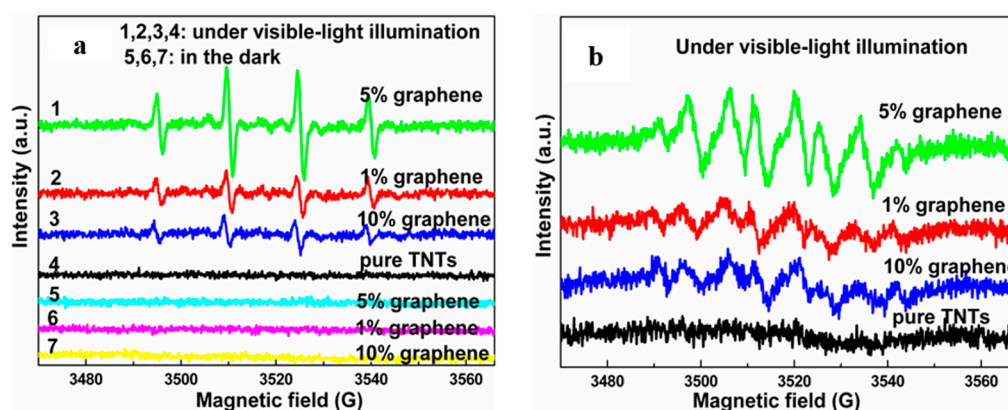 a
1,2,3,4: under visible-light illumination
5,6,7: in the dark
1
5% graphene
2
1% graphene
3
10% graphene
4
pure TNTs
5
5% graphene
6
1% graphene
7
10% graphene
Intensity (a.u.)
3480 3500 3520 3540 3560
Magnetic field (G)
b
Under visible-light illumination
5% graphene
1% graphene
10% graphene
pure TNTs
Intensity (a.u.)
3480 3500 3520 3540 3560
Magnetic field (G)